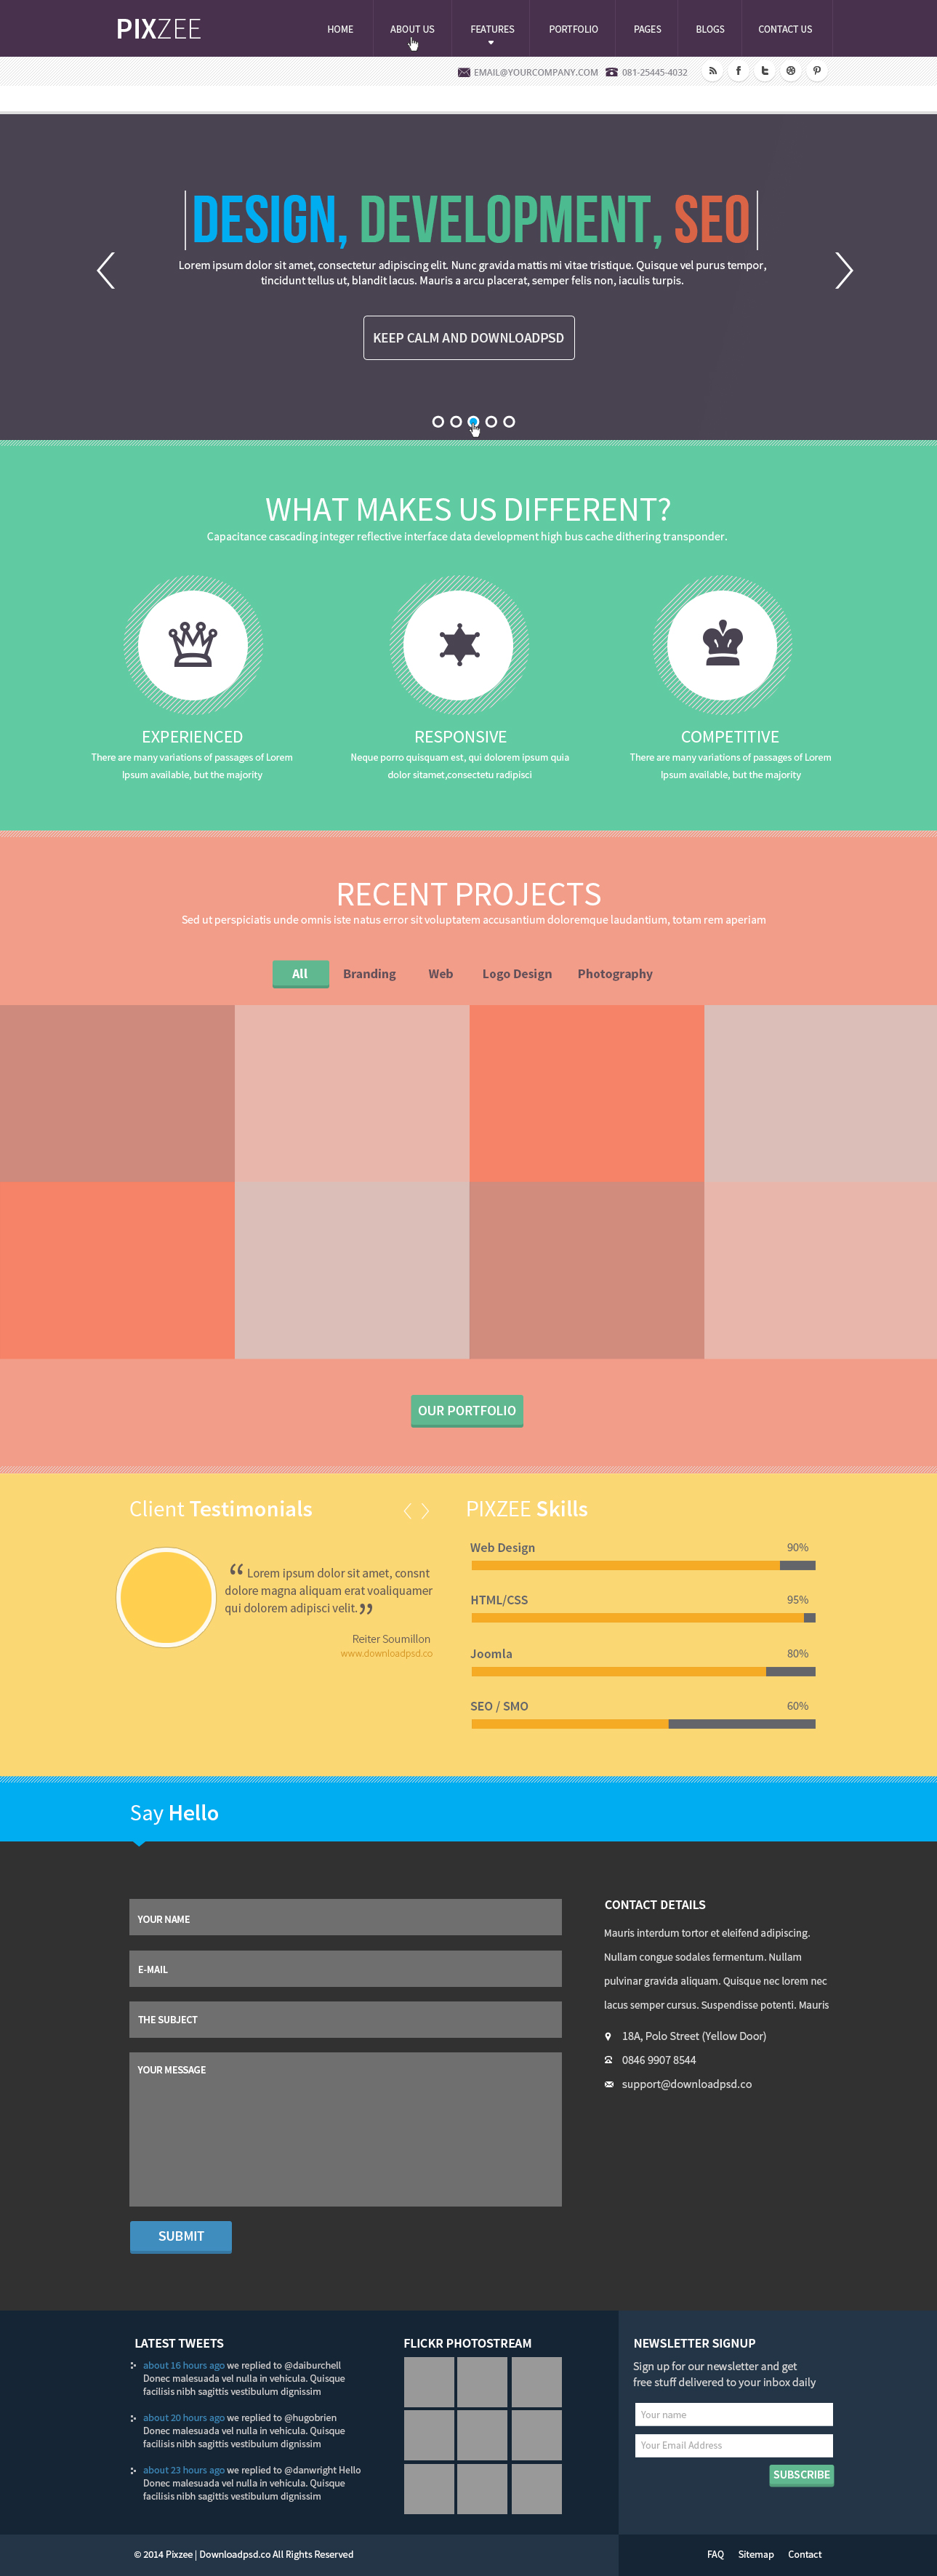 PIXZEE
HOME ABOUT US FEATURES PORTFOLIO PAGES BLOGS CONTACT US
EMAIL@YOURCOMPANY.COM 081-25445-4032
DESIGN, DEVELOPMENT, SEO
Lorem ipsum dolor sit amet, consectetur adipiscing elit. Nunc gravida mattis mi vitae tristique. Quisque vel purus tempor,
tincidunt tellus ut, blandit lacus. Mauris a arcu placerat, semper felis non, iaculis turpis.
KEEP CALM AND DOWNLOADPSD
WHAT MAKES US DIFFERENT?
Capacitance cascading integer reflective interface data development high bus cache dithering transponder.
EXPERIENCED
There are many variations of passages of Lorem
Ipsum available, but the majority
RESPONSIVE
Neque porro quisquam est, qui dolorem ipsum quia
dolor sitamet,consectetu radipisci
COMPETITIVE
There are many variations of passages of Lorem
Ipsum available, but the majority
RECENT PROJECTS
Sed ut perspiciatis unde omnis iste natus error sit voluptatem accusantium doloremque laudantium, totam rem aperiam
All Branding Web Logo Design Photography
OUR PORTFOLIO
Client Testimonials
“ Lorem ipsum dolor sit amet, consnt
dolore magna aliquam erat voaliquamer
qui dolorem adipisci velit.”
Reiter Soumillon
www.downloadpsd.co
PIXZEE Skills
Web Design 90%
HTML/CSS 95%
Joomla 80%
SEO / SMO 60%
Say Hello
YOUR NAME
E-MAIL
THE SUBJECT
YOUR MESSAGE
SUBMIT
CONTACT DETAILS
Mauris interdum tortor et eleifend adipiscing.
Nullam congue sodales fermentum. Nullam
pulvinar gravida aliquam. Quisque nec lorem nec
lacus semper cursus. Suspendisse potenti. Mauris
18A, Polo Street (Yellow Door)
0846 9907 8544
support@downloadpsd.co
LATEST TWEETS
about 16 hours ago we replied to @daiburchell
Donec malesuada vel nulla in vehicula. Quisque
facilisis nibh sagittis vestibulum dignissim
about 20 hours ago we replied to @hugobrien
Donec malesuada vel nulla in vehicula. Quisque
facilisis nibh sagittis vestibulum dignissim
about 23 hours ago we replied to @danwright Hello
Donec malesuada vel nulla in vehicula. Quisque
facilisis nibh sagittis vestibulum dignissim
FLICKR PHOTOSTREAM
NEWSLETTER SIGNUP
Sign up for our newsletter and get
free stuff delivered to your inbox daily
Your name
Your Email Address
SUBSCRIBE
© 2014 Pixzee | Downloadpsd.co All Rights Reserved
FAQ Sitemap Contact